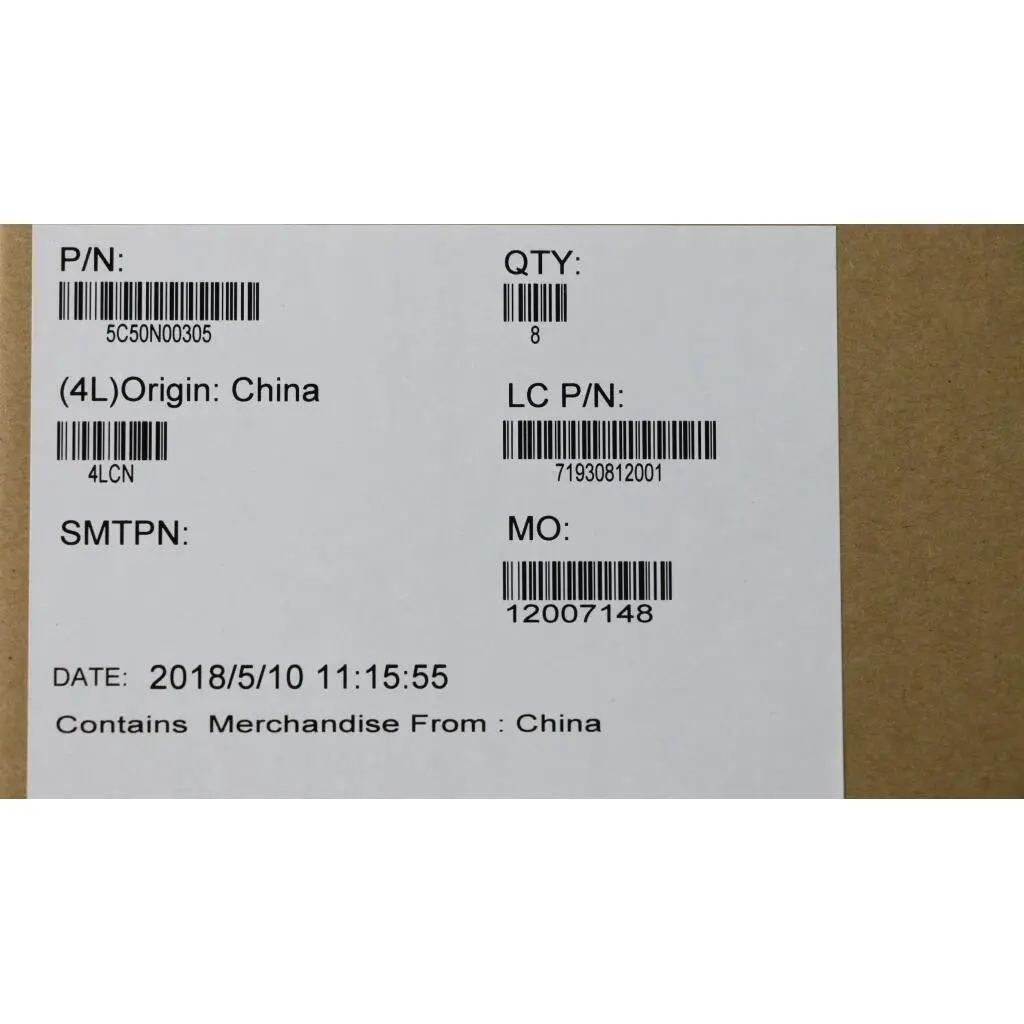 P/N:
5C50N00305
QTY:
8
(4L)Origin: China
4LCN
LC P/N:
71930812001
SMTPN:
MO:
12007148
DATE: 2018/5/10 11:15:55
Contains Merchandise From : China